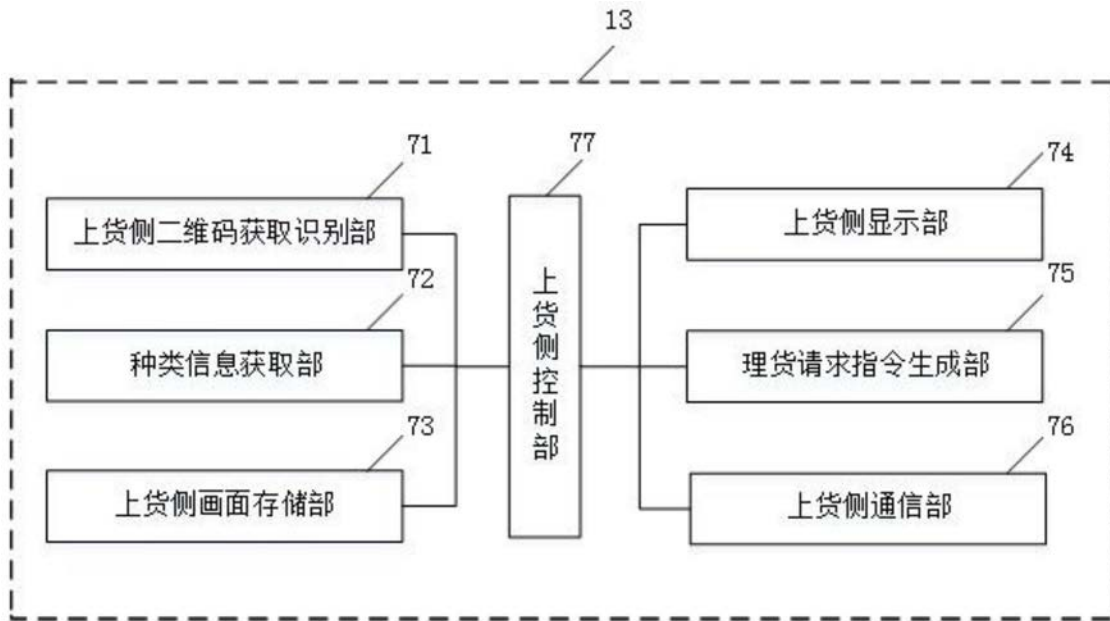 13
71
上货侧二维码获取识别部
72
种类信息获取部
73
上货侧画面存储部
77
上货侧控制部
74
上货侧显示部
75
理货请求指令生成部
76
上货侧通信部